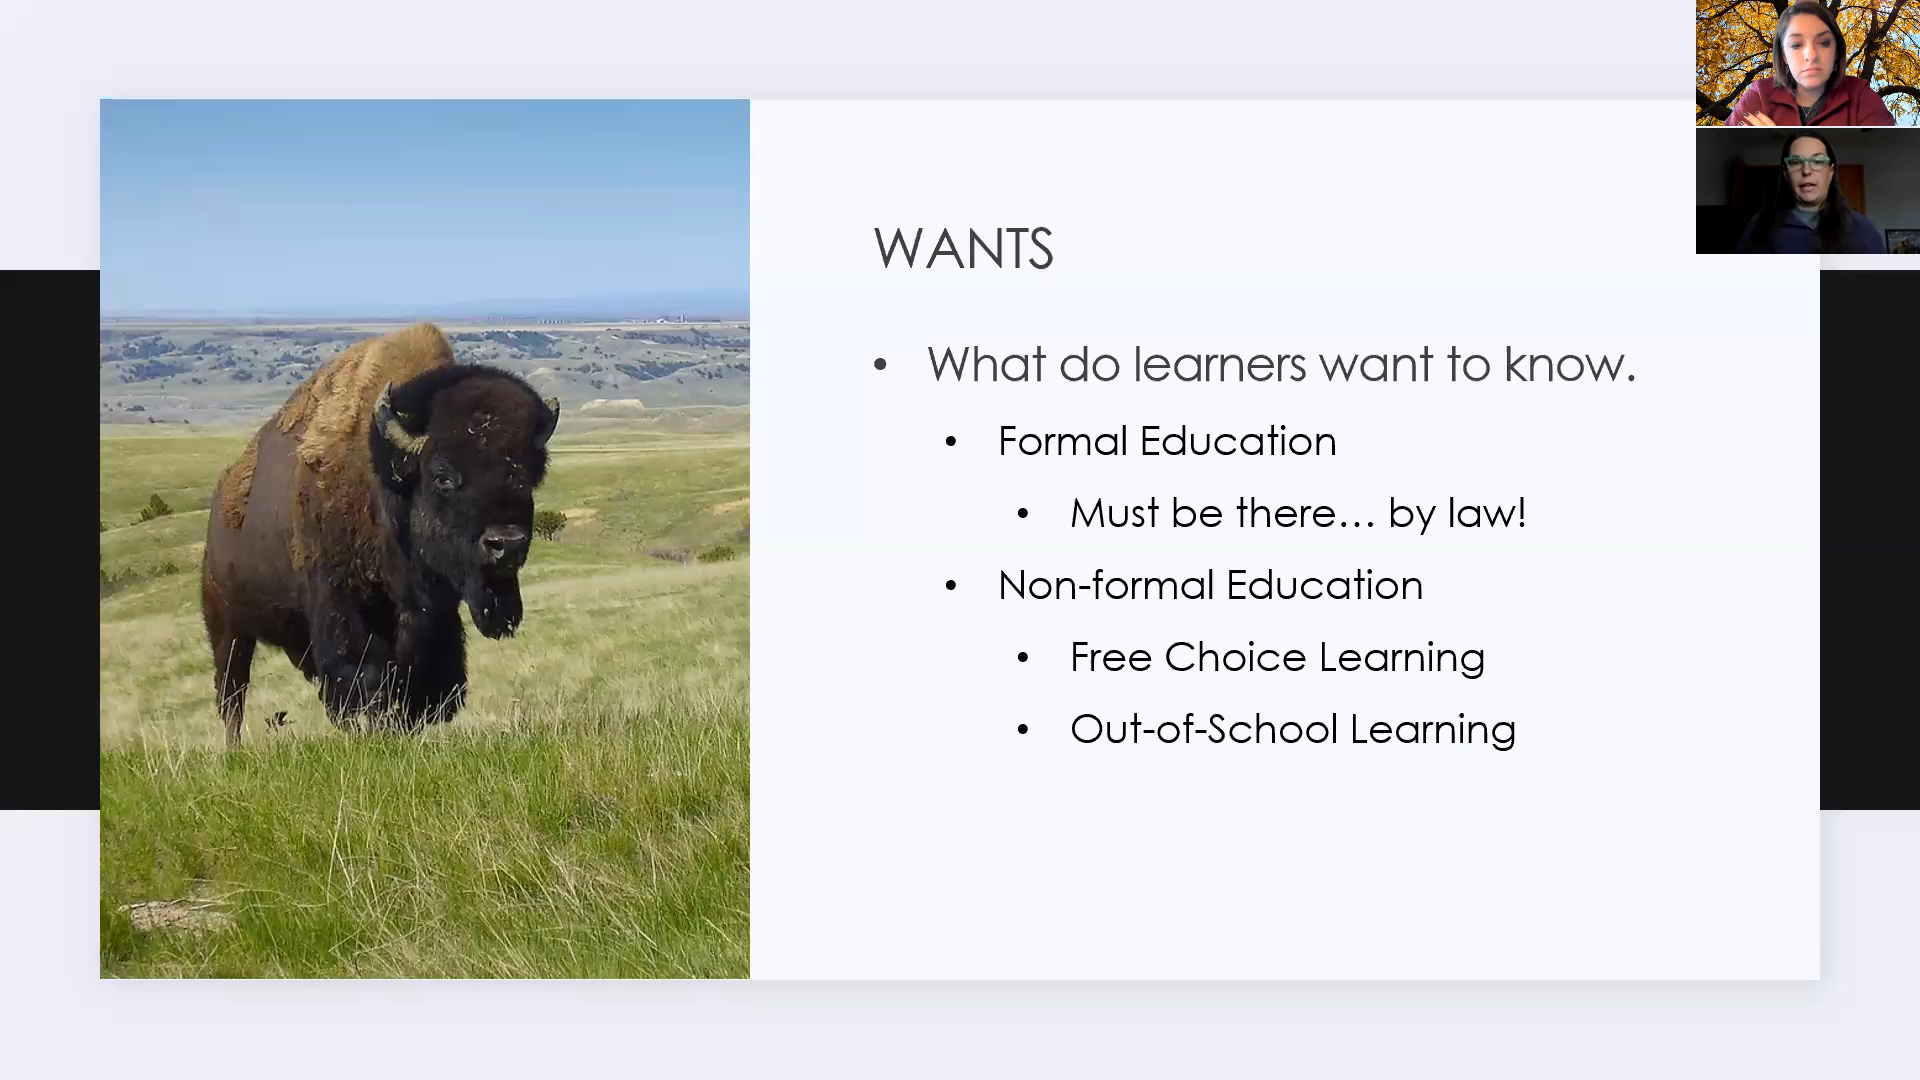 WANTS
• What do learners want to know.
• Formal Education
• Must be there... by law!
• Non-formal Education
• Free Choice Learning
• Out-of-School Learning